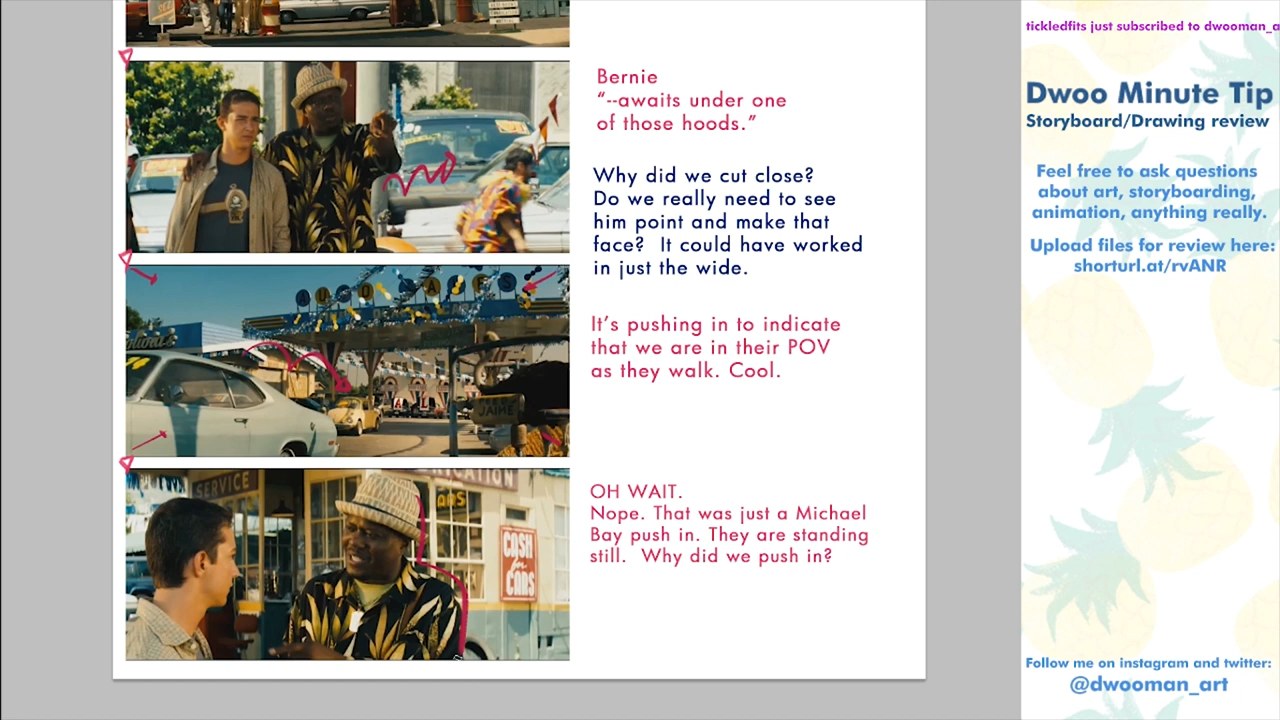 tickledfits just subscribed to dwooman_a
Dwoo Minute Tip
Storyboard/Drawing review
Feel free to ask questions
about art, storyboarding,
animation, anything really.
Upload files for review here:
shorturl.at/rvANR
Bernie
“--awaits under one
of those hoods.”
Why did we cut close?
Do we really need to see
him point and make that
face? It could have worked
in just the wide.
AUTO SALES
JAIME
It’s pushing in to indicate
that we are in their POV
as they walk. Cool.
SERVICE
CARS
CASH
for
CARS
OH WAIT.
Nope. That was just a Michael
Bay push in. They are standing
still. Why did we push in?
Follow me on instagram and twitter:
@dwooman_art